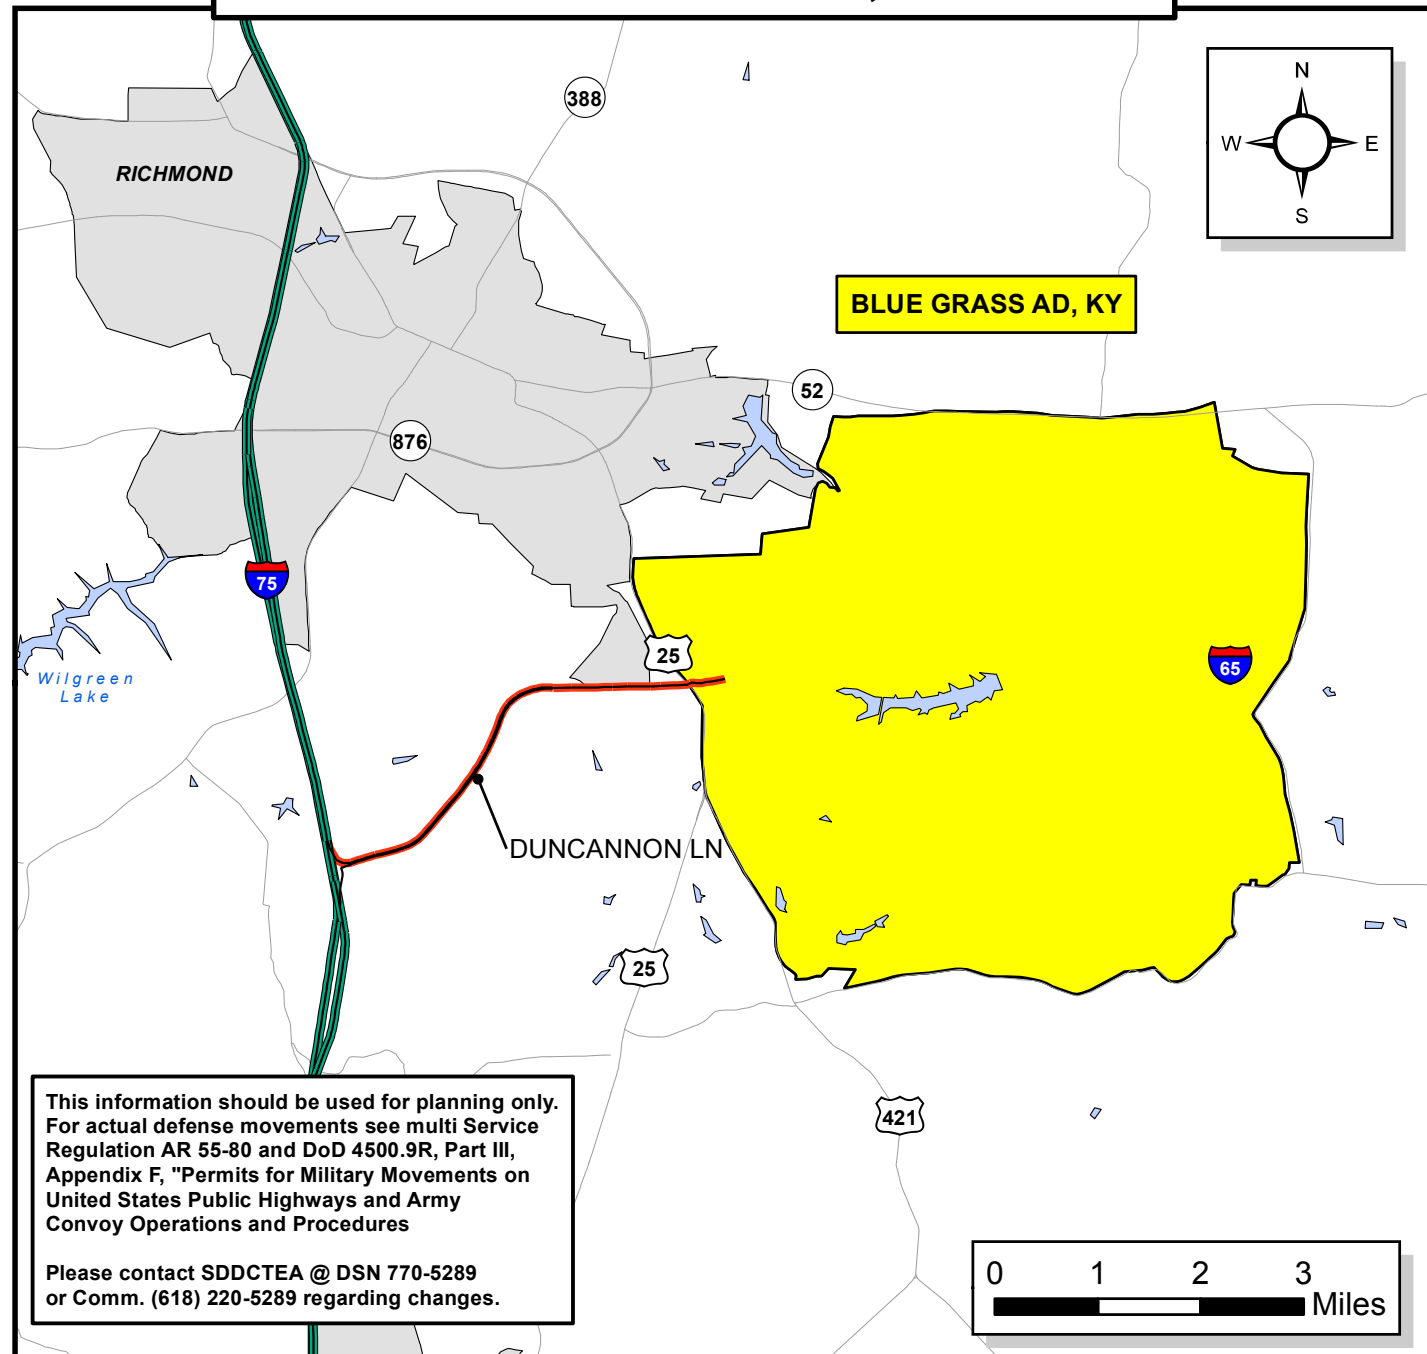 388
N
W
E
S
RICHMOND
BLUE GRASS AD, KY
52
876
75
25
65
Wilgreen
Lake
DUNCANNON LN
25
421
This information should be used for planning only.
For actual defense movements see multi Service
Regulation AR 55-80 and DoD 4500.9R, Part III,
Appendix F, "Permits for Military Movements on
United States Public Highways and Army
Convoy Operations and Procedures
Please contact SDDCTEA @ DSN 770-5289
or Comm. (618) 220-5289 regarding changes.
0 1 2 3
Miles